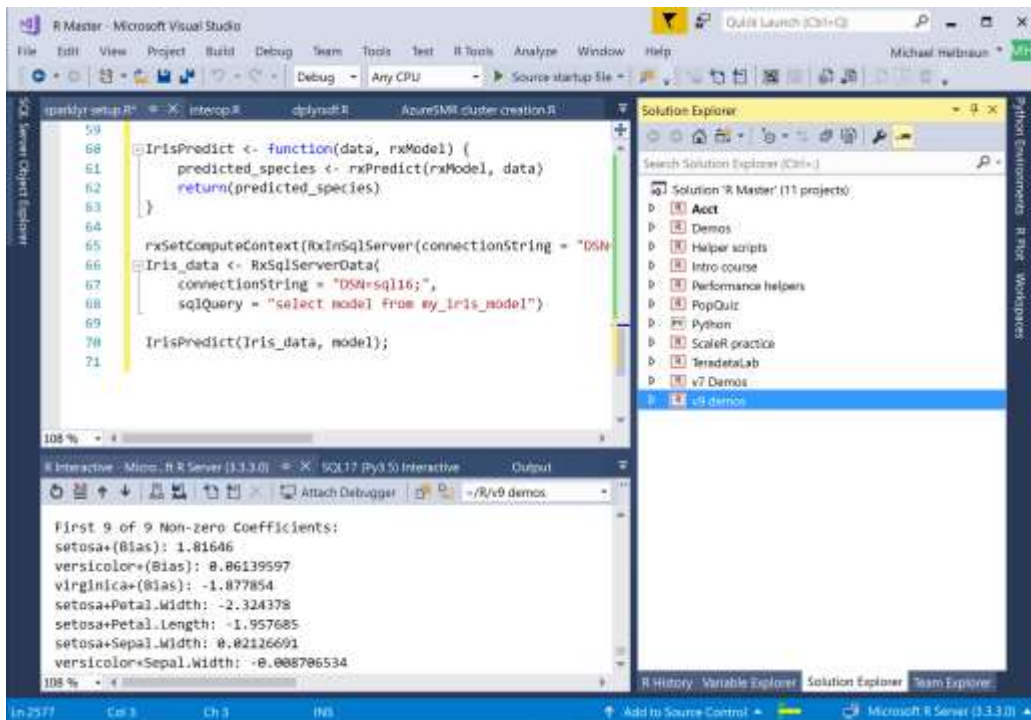 R Master - Microsoft Visual Studio
Quick Launch (Ctrl+Q)
File Edit View Project Build Debug Team Tools Test R Tools Analyze Window Help
Michael Helbraun
MH
Debug Any CPU Source startup file
SQL Server Object Explorer
sparklyr setup.R* interop.R dplyrxdf.R AzureSMR cluster creation.R
59
60 IrisPredict <- function(data, rxModel) {
61 predicted_species <- rxPredict(rxModel, data)
62 return(predicted_species)
63 }
64
65 rxSetComputeContext(RxInSqlServer(connectionString = "DSN
66 Iris_data <- RxSqlServerData(
67 connectionString = "DSN=sql16;",
68 sqlQuery = "select model from my_iris_model")
69
70 IrisPredict(Iris_data, model);
71
108 %
R Interactive - Micro...ft R Server (3.3.3.0) SQL17 (Py3.5) Interactive Output
Attach Debugger ~/R/v9 demos
First 9 of 9 Non-zero Coefficients:
setosa+(Bias): 1.81646
versicolor+(Bias): 0.06139597
virginica+(Bias): -1.877854
setosa+Petal.Width: -2.324378
setosa+Petal.Length: -1.957685
setosa+Sepal.Width: 0.02126691
versicolor+Sepal.Width: -0.008706534
108 %
Solution Explorer
Search Solution Explorer (Ctrl+;)
Solution 'R Master' (11 projects)
Acct
Demos
Helper scripts
Intro course
Performance helpers
PopQuiz
PY Python
ScaleR practice
TeradataLab
v7 Demos
v9 demos
R History Variable Explorer Solution Explorer Team Explorer
Python Environments R Plot Workspaces
Ln 2577 Col 3 Ch 3 INS Add to Source Control Microsoft R Server (3.3.3.0)